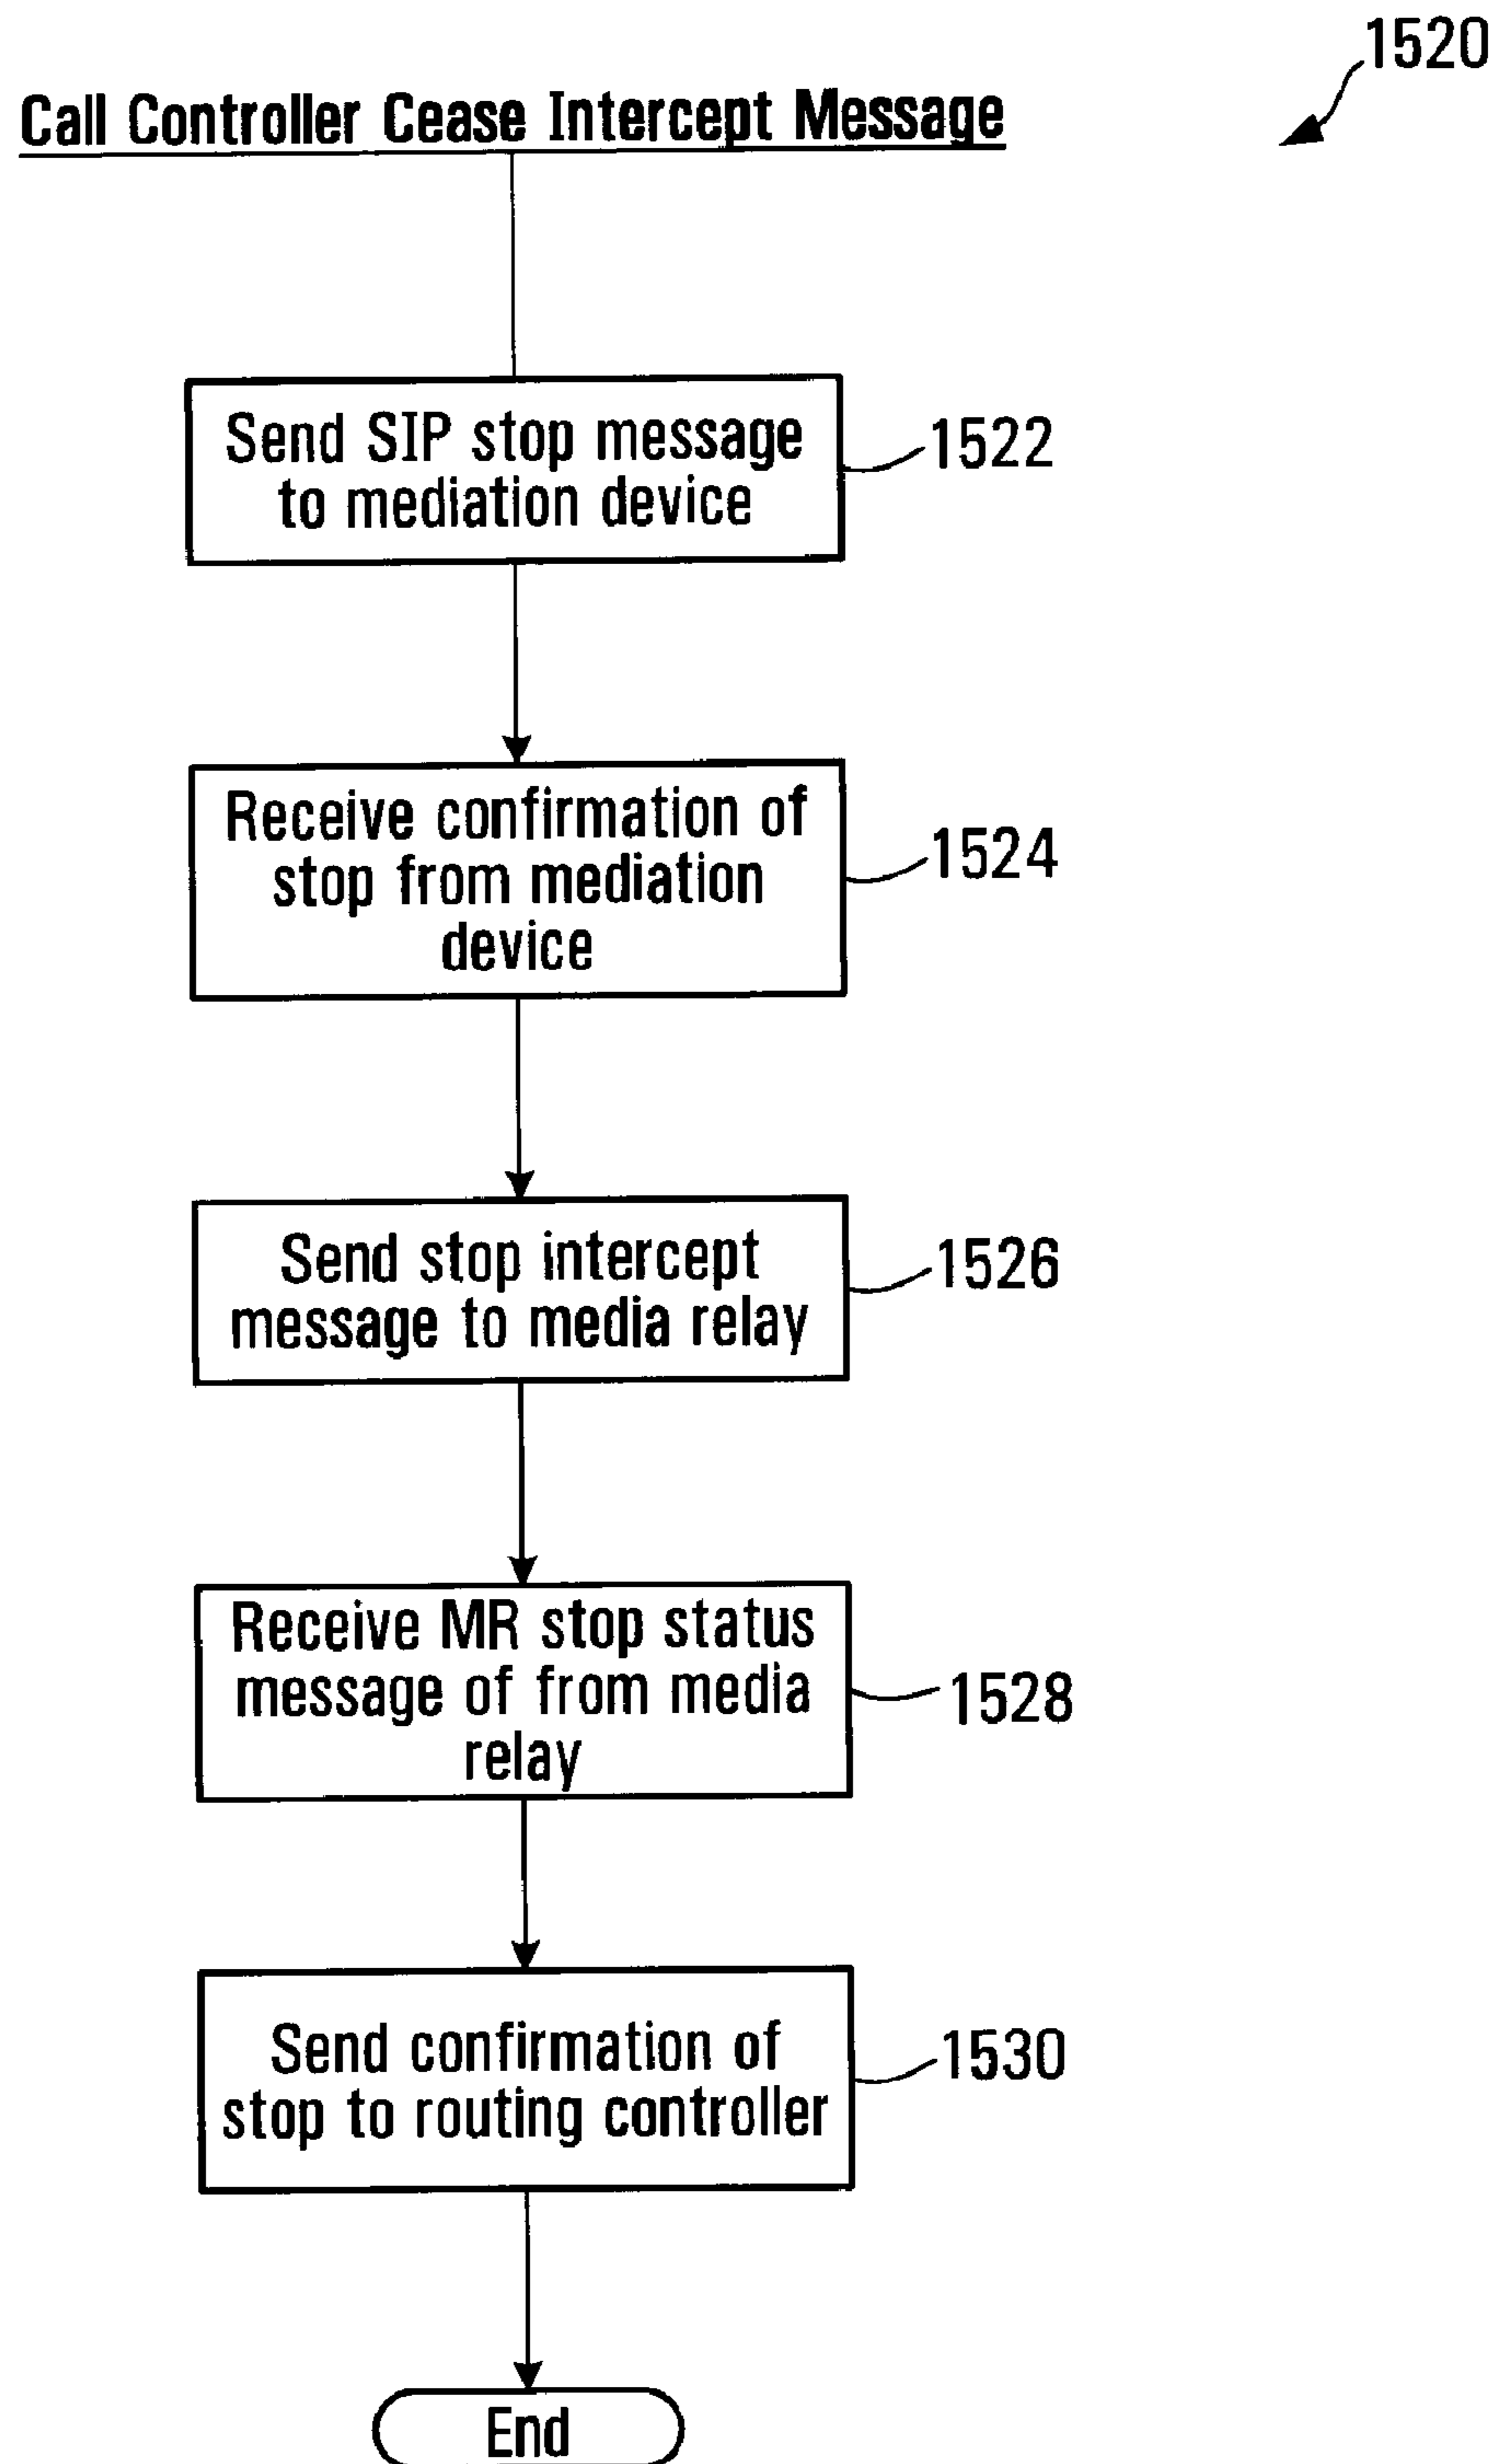 1520
Call Controller Cease Intercept Message
Send SIP stop message
to mediation device
1522
Receive confirmation of
stop from mediation
device
1524
Send stop intercept
message to media relay
1526
Receive MR stop status
message of from media
relay
1528
Send confirmation of
stop to routing controller
1530
End